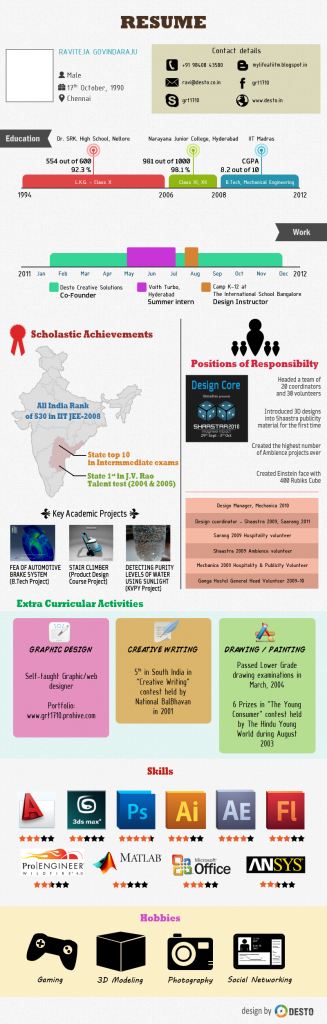 RESUME
RAVITEJA GOVINDARAJU
Male
17th October, 1990
Chennai
Contact details
+91 98408 43580
mylifeatiitm.blogspot.in
ravi@desto.co.in
grt1710
grt1710
www.desto.in
Education
Dr. SRK. High School, Nellore
Narayana Junior College, Hyderabad
IIT Madras
554 out of 600
92.3 %
981 out of 1000
98.1 %
CGPA
8.2 out of 10
L.K.G - Class X
Class XI, XII
B.Tech, Mechanical Engineering
1994
2006
2008
2012
Work
2011 Jan Feb Mar Apr May Jun Jul Aug Sep Oct Nov Dec 2012
Desto Creative Solutions
Co-Founder
Voith Turbo,
Hyderabad
Summer intern
Camp K-12 at
The International School Bangalore
Design Instructor
Scholastic Achievements
All India Rank
of 530 in IIT JEE-2008
State top 10
in Intermmediate exams
State 1st in J.V. Rao
Talent test (2004 & 2005)
Key Academic Projects
FEA OF AUTOMOTIVE
BRAKE SYSTEM
(B.Tech Project)
STAIR CLIMBER
(Product Design
Course Project)
DETECTING PURITY
LEVELS OF WATER
USING SUNLIGHT
(KVPY Project)
Positions of Responsibilty
Design Core
SHAASTRA2010
29th Sept - 3rd Oct
Headed a team of
20 coordinators
and 30 volunteers
Introduced 3D designs
into Shaastra publicity
material for the first time
Created the highest number
of Ambience projects ever
Created Einstein face with
400 Rubiks Cube
Design Manager, Mechanica 2010
Design coordinator - Shaastra 2009, Saarang 2011
Sarang 2009 Hospitality volunteer
Shaastra 2009 Ambience volunteer
Mechanica 2009 Hospitality & Publicity Volunteer
Ganga Hostel General Head Volunteer 2009-10
Extra Curricular Activities
GRAPHIC DESIGN
Self-taught Graphic/web
designer
Portfolio:
www.grt1710.prohive.com
CREATIVE WRITING
5th in South India in
"Creative Writing"
contest held by
National BalBhavan
in 2001
DRAWING / PAINTING
Passed Lower Grade
drawing examinations in
March, 2004
6 Prizes in "The Young
Consumer" contest held
by The Hindu Young
World during August
2003
Skills
3ds max
Ps
Ai
AE
Fl
Pro|ENGINEER
WILDFIRE 4.0
MATLAB
Microsoft
Office
ANSYS
Hobbies
Gaming
3D Modeling
Photography
Social Networking
design by DESTO